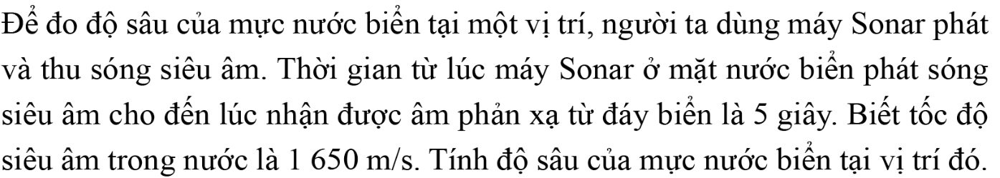 Để đo độ sâu của mực nước biển tại một vị trí, người ta dùng máy Sonar phát
và thu sóng siêu âm. Thời gian từ lúc máy Sonar ở mặt nước biển phát sóng
siêu âm cho đến lúc nhận được âm phản xạ từ đáy biển là 5 giây. Biết tốc độ
siêu âm trong nước là 1 650 m/s. Tính độ sâu của mực nước biển tại vị trí đó.